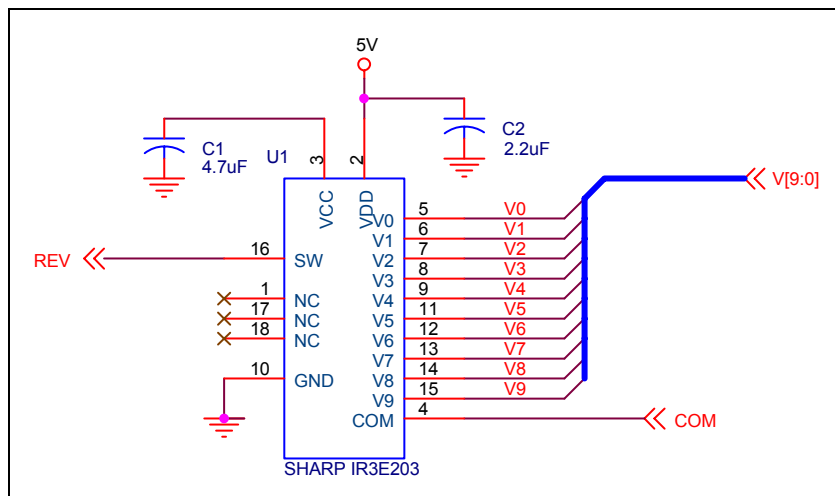 5V
C1
4.7uF
C2
2.2uF
U1
3
2
VCC
VDD
V[9:0]
V0 5 V0
V1 6 V1
V2 7 V2
REV 16 SW
V3 8 V3
1 NC
V4 9 V4
17 NC
V5 11 V5
18 NC
V6 12 V6
V7 13 V7
10 GND
V8 14 V8
V9 15 V9
COM 4 COM
SHARP IR3E203